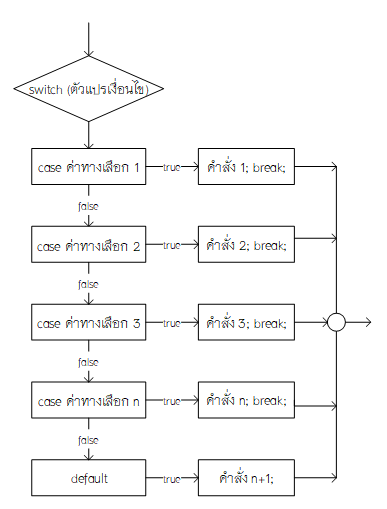 switch (ตัวแปรเงื่อนไข)
case ค่าทางเลือก 1
true
คำสั่ง 1; break;
false
case ค่าทางเลือก 2
true
คำสั่ง 2; break;
false
case ค่าทางเลือก 3
true
คำสั่ง 3; break;
false
case ค่าทางเลือก n
true
คำสั่ง n; break;
false
default
true
คำสั่ง n+1;